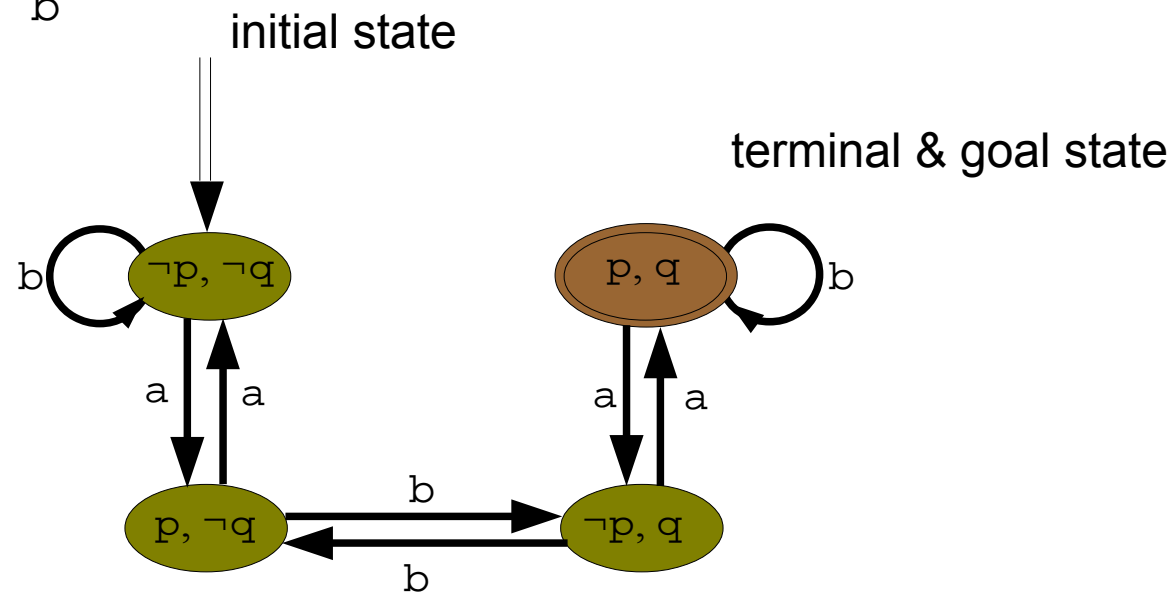 b
initial state
terminal & goal state
b
¬p, ¬q
p, q
b
a
a
a
a
b
p, ¬q
¬p, q
b